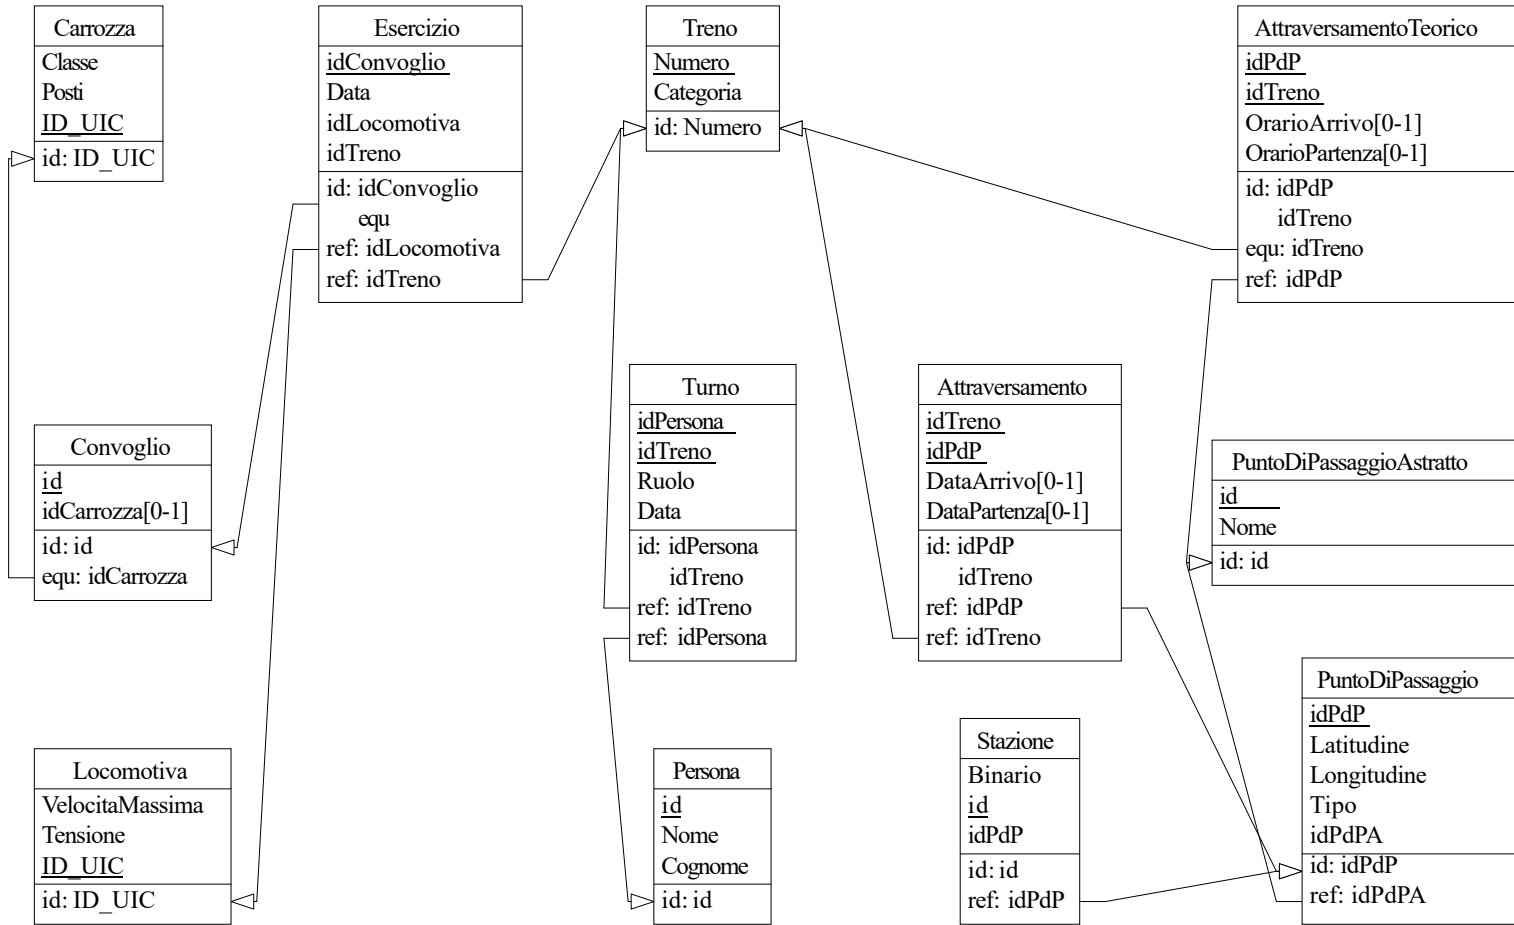 Carrozza
Classe
Posti
ID_UIC
id: ID_UIC
Esercizio
idConvoglio
Data
idLocomotiva
idTreno
id: idConvoglio
equ
ref: idLocomotiva
ref: idTreno
Treno
Numero
Categoria
id: Numero
AttraversamentoTeorico
idPdP
idTreno
OrarioArrivo[0-1]
OrarioPartenza[0-1]
id: idPdP
idTreno
equ: idTreno
ref: idPdP
Convoglio
id
idCarrozza[0-1]
id: id
equ: idCarrozza
Turno
idPersona
idTreno
Ruolo
Data
id: idPersona
idTreno
ref: idTreno
ref: idPersona
Attraversamento
idTreno
idPdP
DataArrivo[0-1]
DataPartenza[0-1]
id: idPdP
idTreno
ref: idPdP
ref: idTreno
PuntoDiPassaggioAstratto
id
Nome
id: id
Locomotiva
VelocitaMassima
Tensione
ID_UIC
id: ID_UIC
Persona
id
Nome
Cognome
id: id
Stazione
Binario
id
idPdP
id: id
ref: idPdP
PuntoDiPassaggio
idPdP
Latitudine
Longitudine
Tipo
idPdPA
id: idPdP
ref: idPdPA